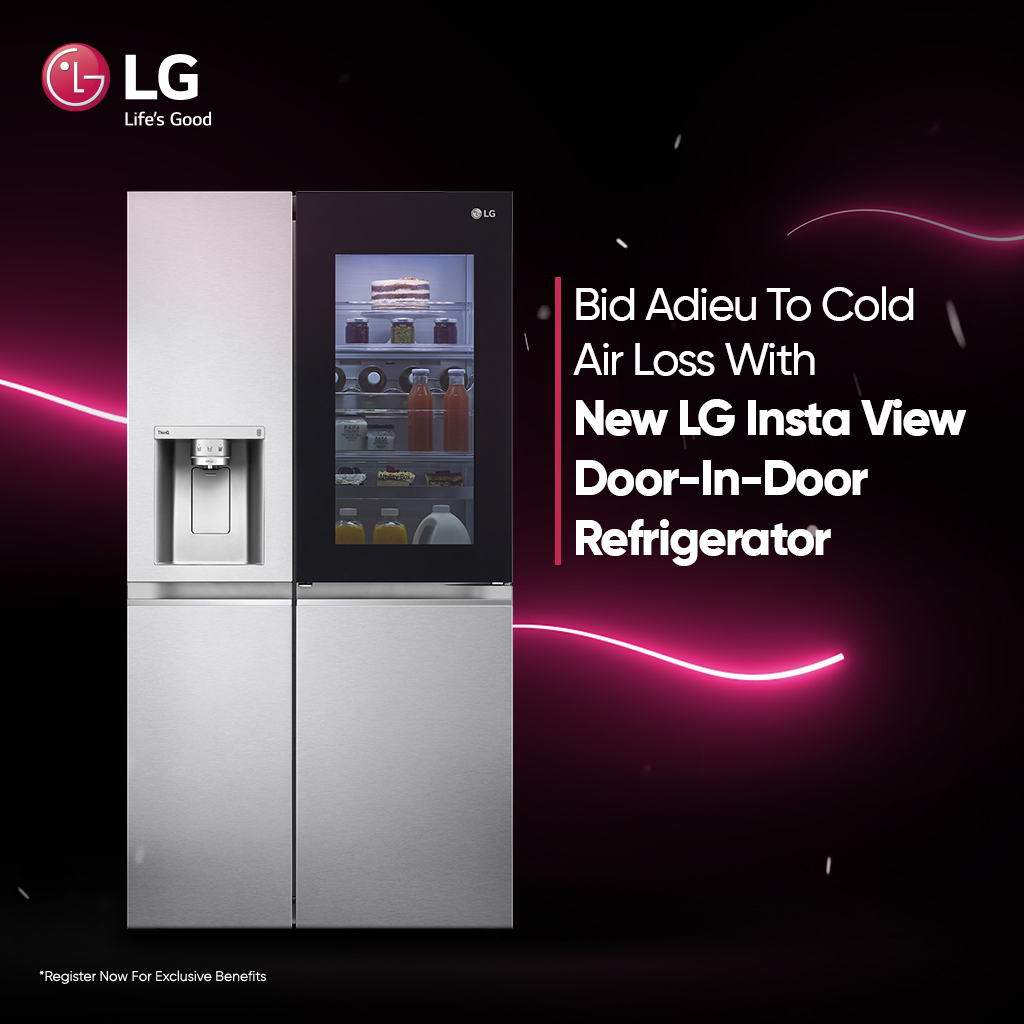 LG
Life's Good
LG
ThinQ
Bid Adieu To Cold
Air Loss With
New LG Insta View
Door-In-Door
Refrigerator
*Register Now For Exclusive Benefits